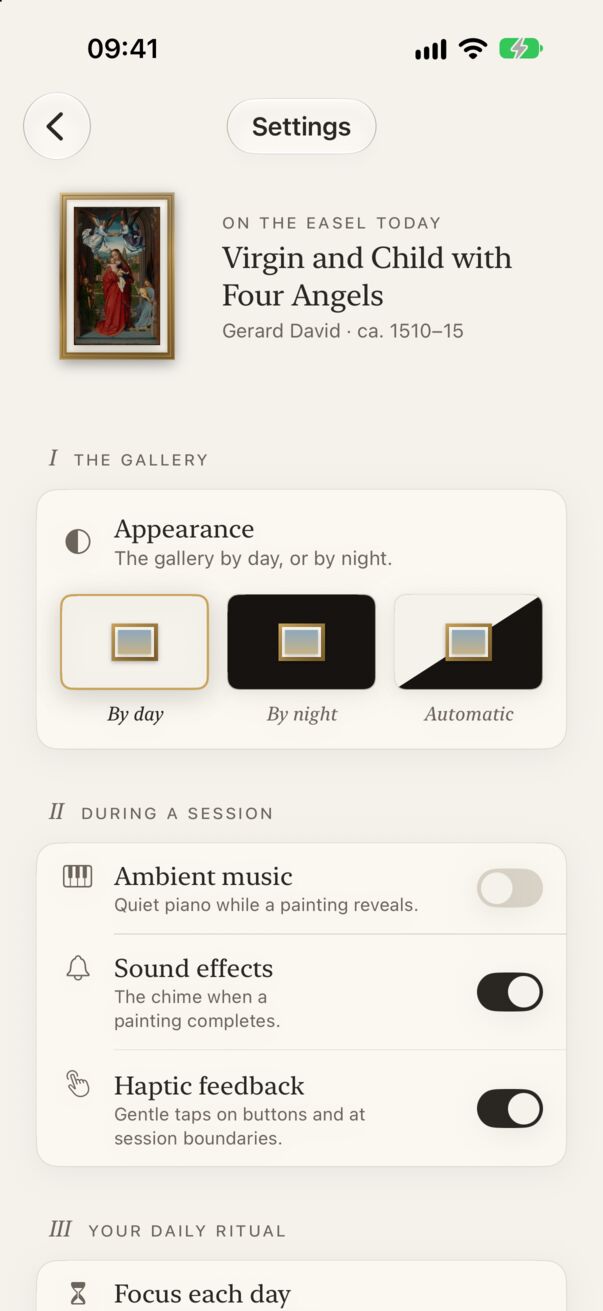 09:41
Settings
ON THE EASEL TODAY
Virgin and Child with
Four Angels
Gerard David · ca. 1510–15
I THE GALLERY
Appearance
The gallery by day, or by night.
By day
By night
Automatic
II DURING A SESSION
Ambient music
Quiet piano while a painting reveals.
Sound effects
The chime when a
painting completes.
Haptic feedback
Gentle taps on buttons and at
session boundaries.
III YOUR DAILY RITUAL
Focus each day